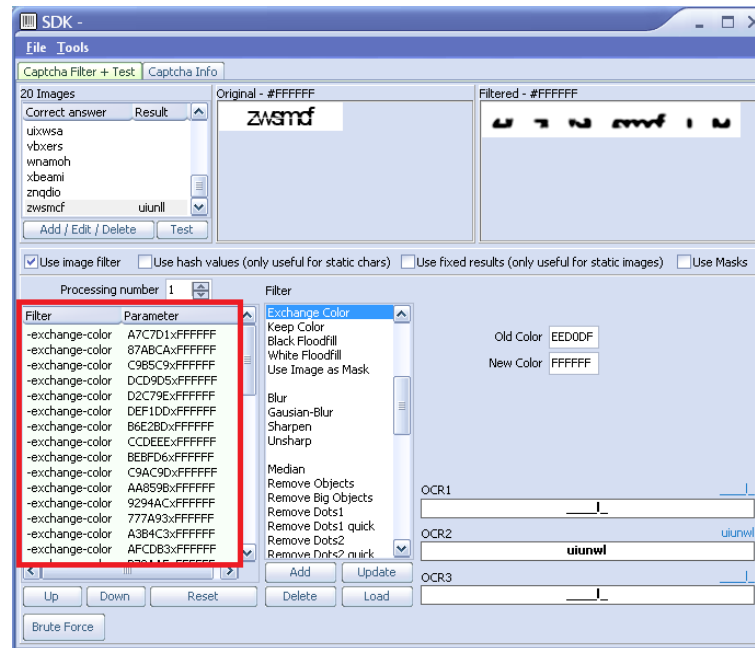 SDK -
File Tools
Captcha Filter + Test Captcha Info
20 Images
Correct answer Result
uixwsa
vbxers
wnamoh
xbeami
znqdio
zwsmcf uiunll
Add / Edit / Delete Test
Original - #FFFFFF
zwsmcf
Filtered - #FFFFFF
Use image filter Use hash values (only useful for static chars) Use fixed results (only useful for static images) Use Masks
Processing number 1
Filter Parameter
-exchange-color A7C7D1xFFFFFF
-exchange-color 87ABCAxFFFFFF
-exchange-color C9B5C9xFFFFFF
-exchange-color DCD9D5xFFFFFF
-exchange-color D2C79ExFFFFFF
-exchange-color DEF1DDxFFFFFF
-exchange-color B6E2BDxFFFFFF
-exchange-color CCDEEExFFFFFF
-exchange-color BEBFD6xFFFFFF
-exchange-color C9AC9DxFFFFFF
-exchange-color AA859BxFFFFFF
-exchange-color 9294ACxFFFFFF
-exchange-color 777A93xFFFFFF
-exchange-color A3B4C3xFFFFFF
-exchange-color AFCDB3xFFFFFF
Up Down Reset
Brute Force
Filter
Exchange Color
Keep Color
Black Floodfill
White Floodfill
Use Image as Mask
Blur
Gausian-Blur
Sharpen
Unsharp
Median
Remove Objects
Remove Big Objects
Remove Dots1
Remove Dots1 quick
Remove Dots2
Remove Dots2 quick
Add Update
Delete Load
Old Color EED0DF
New Color FFFFFF
OCR1 ____l_
____l_
OCR2 uiunwl
uiunwl
OCR3 ____l_
____l_